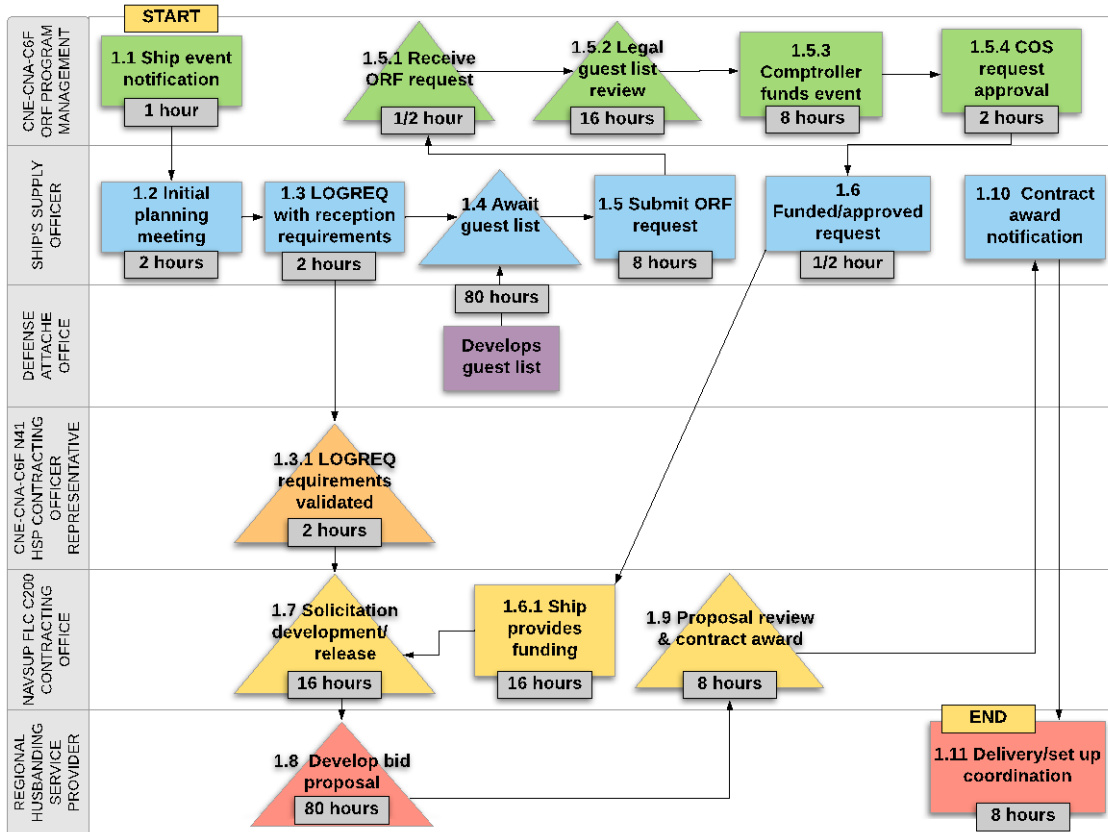 START
CNE-CNA-C6F
ORF PROGRAM
MANAGEMENT
1.1 Ship event
notification
1 hour
1.5.1 Receive
ORF request
1/2 hour
1.5.2 Legal
guest list
review
16 hours
1.5.3
Comptroller
funds event
8 hours
1.5.4 COS
request
approval
2 hours
SHIP'S SUPPLY
OFFICER
1.2 Initial
planning
meeting
2 hours
1.3 LOGREQ
with reception
requirements
2 hours
1.4 Await
guest list
1.5 Submit ORF
request
8 hours
1.6
Funded/approved
request
1/2 hour
1.10 Contract
award
notification
DEFENSE
ATTACHE
OFFICE
80 hours
Develops
guest list
CNE-CNA-C6F N41
HSP CONTRACTING
OFFICER
REPRESENTATIVE
1.3.1 LOGREQ
requirements
validated
2 hours
NAVSUP FLC C200
CONTRACTING
OFFICE
1.7 Solicitation
development/
release
16 hours
1.6.1 Ship
provides
funding
16 hours
1.9 Proposal review
& contract award
8 hours
REGIONAL
HUSBANDING
SERVICE
PROVIDER
1.8 Develop bid
proposal
80 hours
END
1.11 Delivery/set up
coordination
8 hours